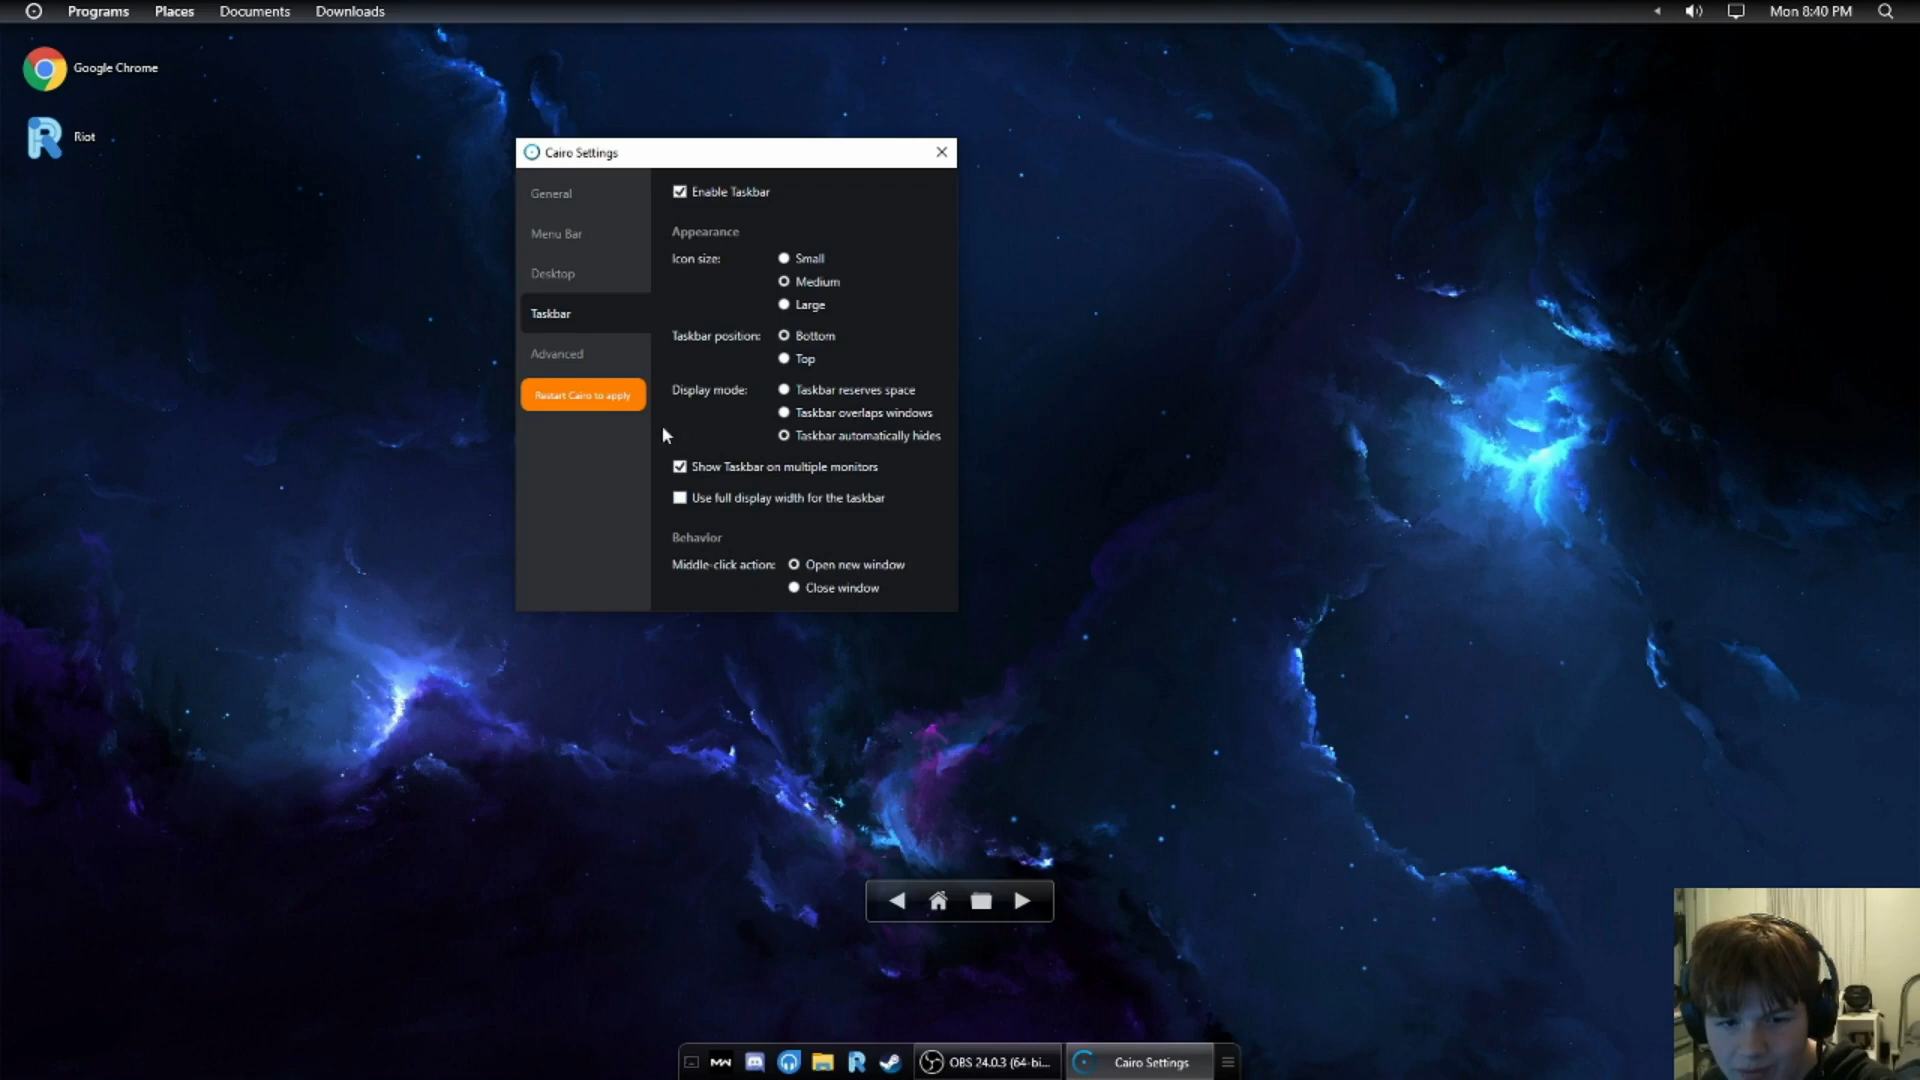 Programs Places Documents Downloads Mon 8:40 PM
Google Chrome
Riot
Cairo Settings
General
Menu Bar
Desktop
Taskbar
Advanced
Restart Cairo to apply
Enable Taskbar
Appearance
Icon size: Small
Medium
Large
Taskbar position: Bottom
Top
Display mode: Taskbar reserves space
Taskbar overlaps windows
Taskbar automatically hides
Show Taskbar on multiple monitors
Use full display width for the taskbar
Behavior
Middle-click action: Open new window
Close window
MW OBS 24.0.3 (64-bi... Cairo Settings